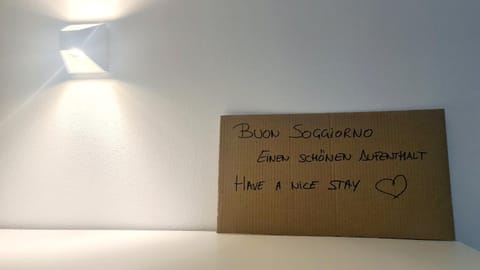 Buon Soggiorno
Einen schönen Aufenthalt
Have a nice stay ♡